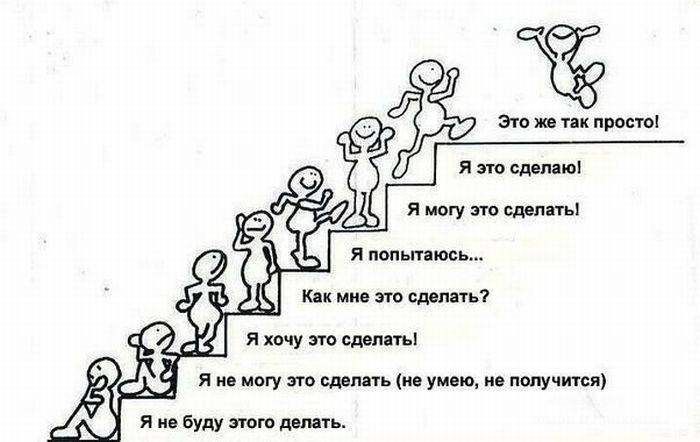 Это же так просто!
Я это сделаю!
Я могу это сделать!
Я попытаюсь...
Как мне это сделать?
Я хочу это сделать!
Я не могу это сделать (не умею, не получится)
Я не буду этого делать.